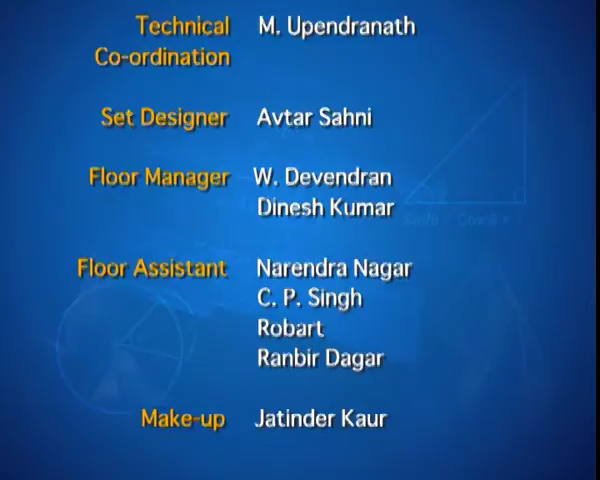 Technical M. Upendranath
Co-ordination
Set Designer Avtar Sahni
Floor Manager W. Devendran
Dinesh Kumar
Floor Assistant Narendra Nagar
C. P. Singh
Robart
Ranbir Dagar
Make-up Jatinder Kaur